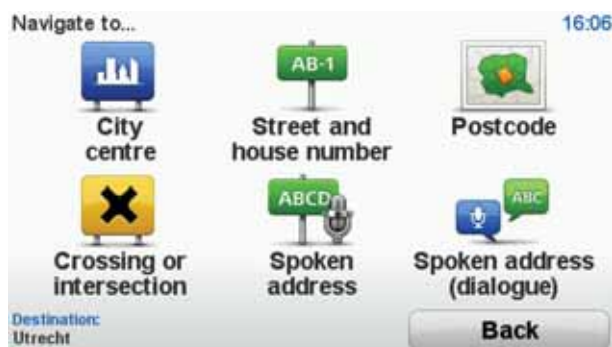 Navigate to...
16:06
AB-1
City
centre
Street and
house number
Postcode
ABCD
ABC
Crossing or
intersection
Spoken
address
Spoken address
(dialogue)
Destination:
Utrecht
Back